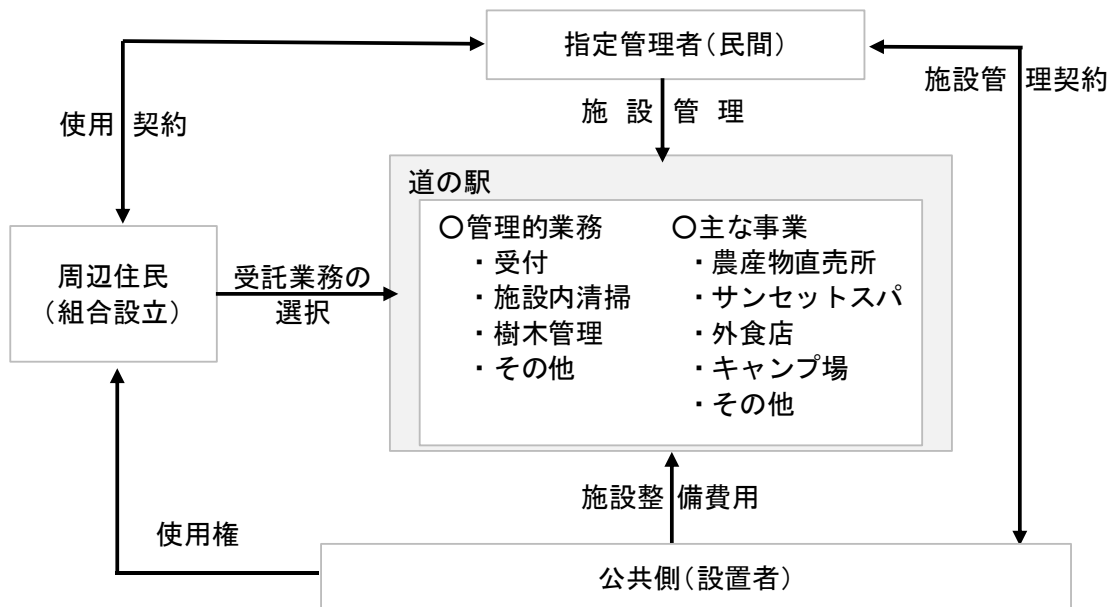 指定管理者（民間）
施設管理契約
使用契約
施設管理
道の駅
〇管理的業務
・受付
・施設内清掃
・樹木管理
・その他
〇主な事業
・農産物直売所
・サンセットスパ
・外食店
・キャンプ場
・その他
周辺住民
（組合設立）
受託業務の
選択
施設整備費用
使用権
公共側（設置者）